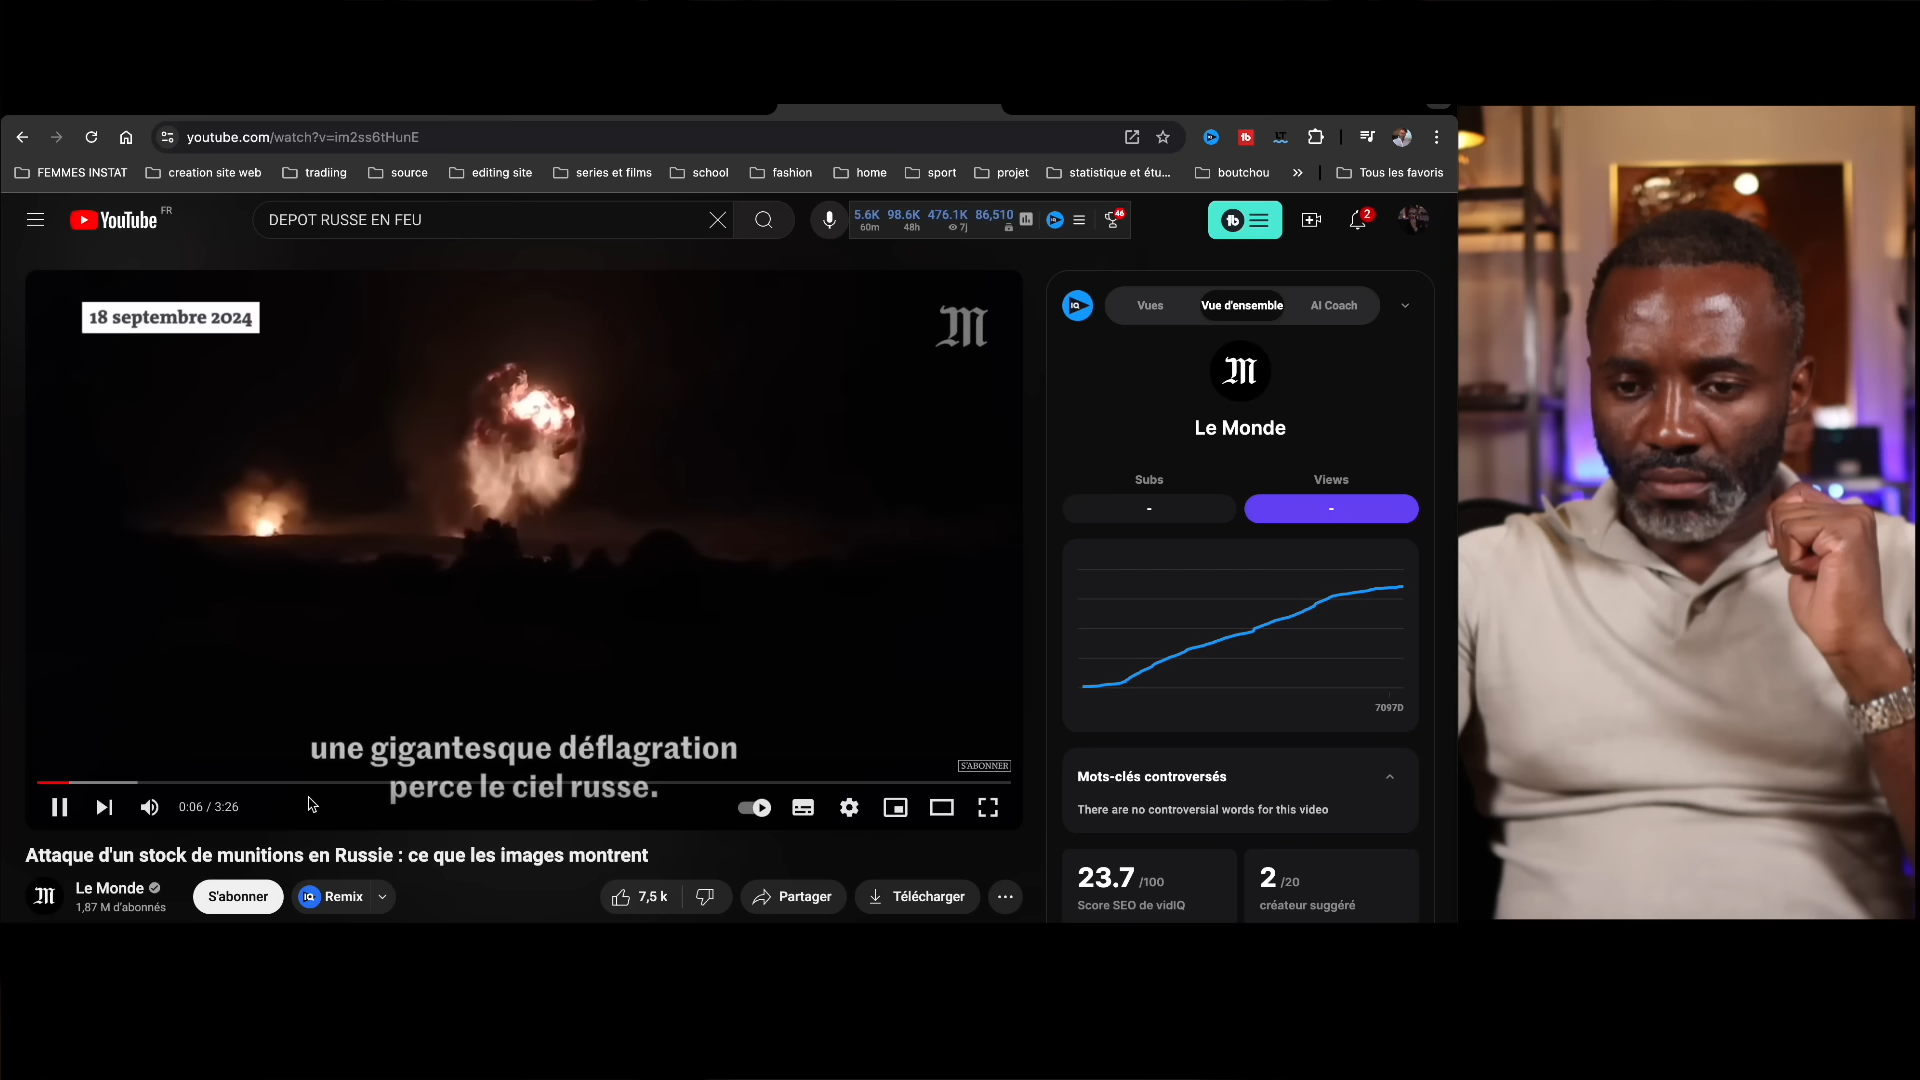 youtube.com/watch?v=im2ss6tHunE
FEMMES INSTAT
creation site web
tradiing
source
editing site
series et films
school
fashion
home
sport
projet
statistique et étu...
boutchou
Tous les favoris
YouTube FR
DEPOT RUSSE EN FEU
5.6K 98.6K 476.1K 86,510
60m 48h 7j
46
2
18 septembre 2024
M
une gigantesque déflagration
perce le ciel russe.
S'ABONNER
0:06 / 3:26
Attaque d'un stock de munitions en Russie : ce que les images montrent
Le Monde
1,87 M d'abonnés
S'abonner
IQ Remix
7,5 k
Partager
Télécharger
IQ
Vues
Vue d'ensemble
AI Coach
M
Le Monde
Subs
Views
-
-
7097D
Mots-clés controversés
There are no controversial words for this video
23.7 /100
Score SEO de vidIQ
2 /20
créateur suggéré